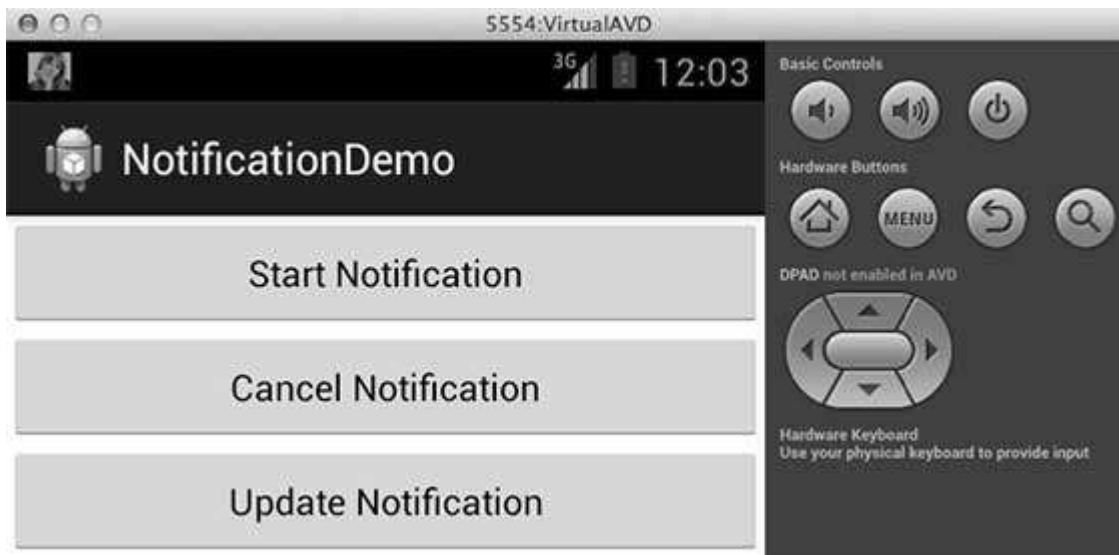 5554:VirtualAVD
3G 12:03
NotificationDemo
Start Notification
Cancel Notification
Update Notification
Basic Controls
Hardware Buttons
MENU
DPAD not enabled in AVD
Hardware Keyboard
Use your physical keyboard to provide input